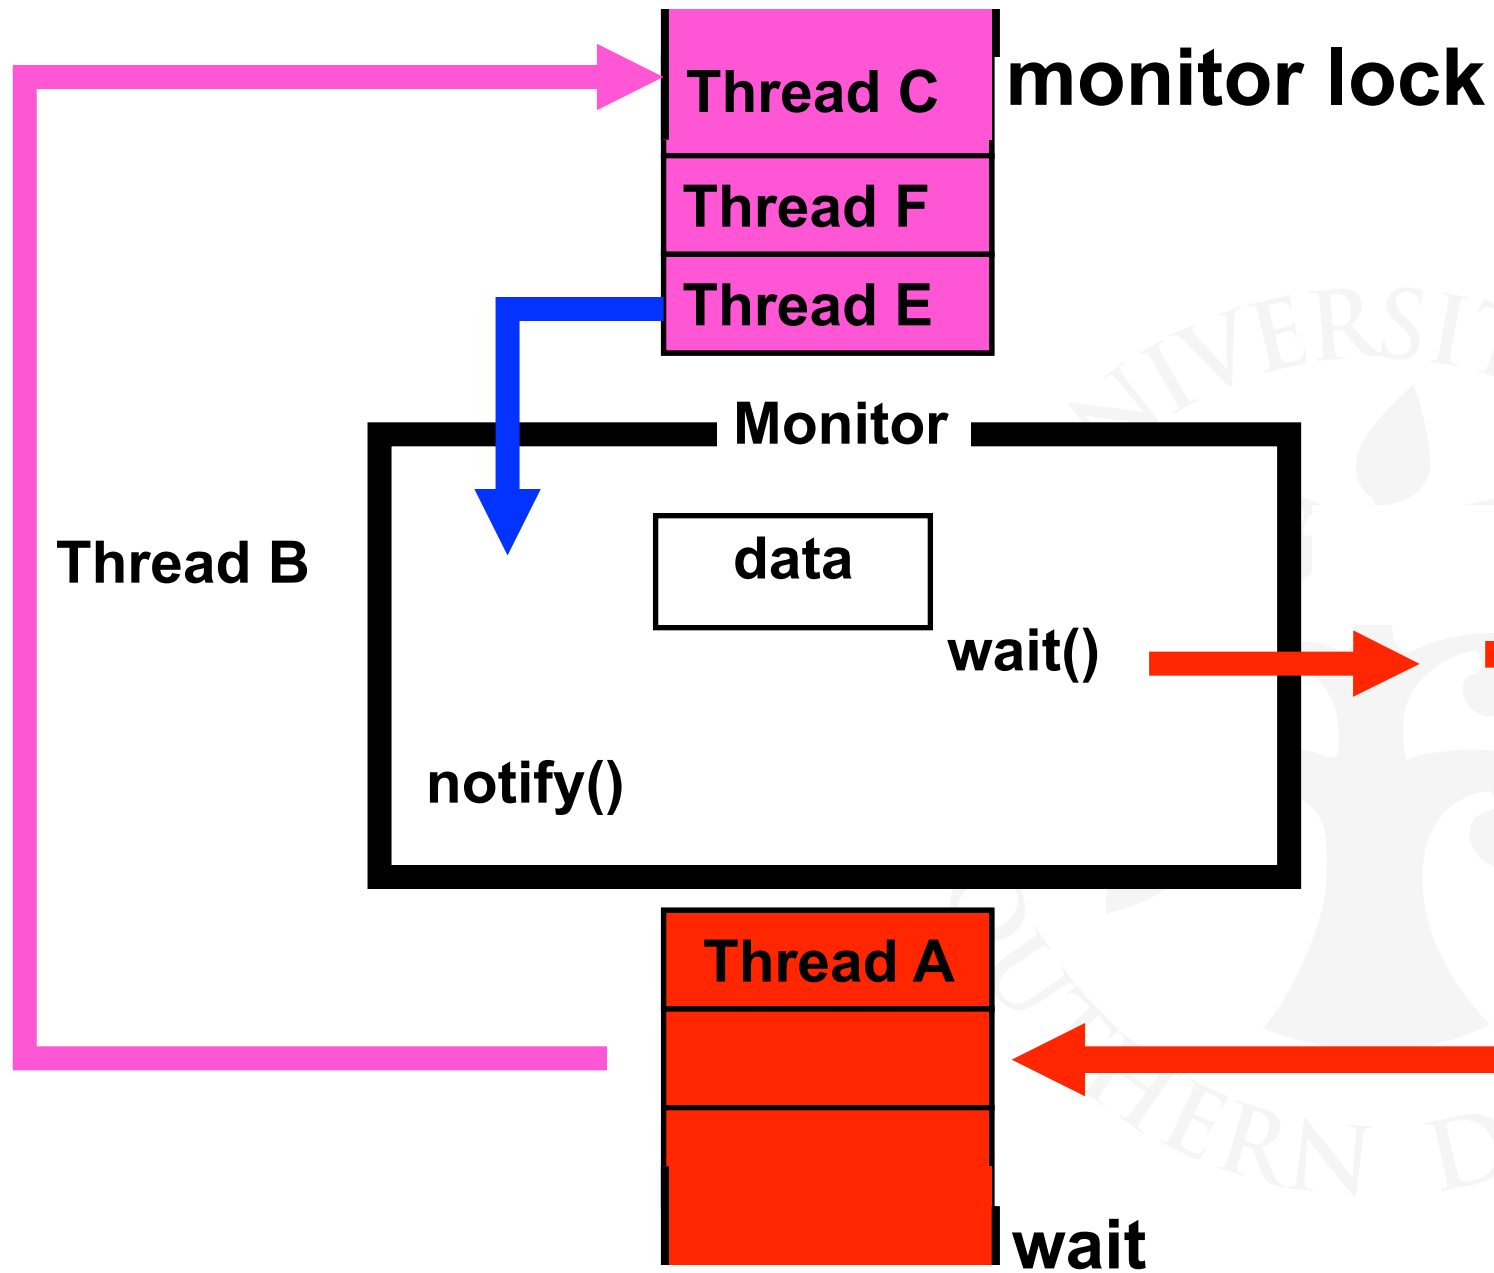 Thread C
monitor lock
Thread F
Thread E
Monitor
data
Thread B
wait()
notify()
Thread A
wait